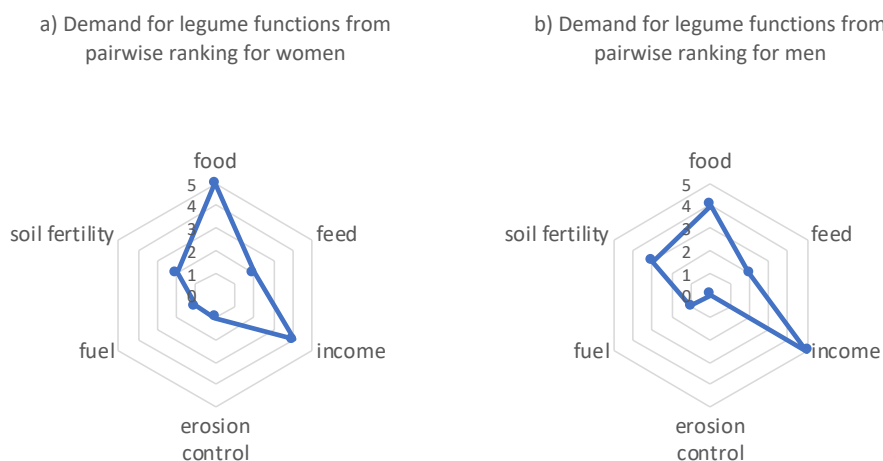 a) Demand for legume functions from
pairwise ranking for women
food
5
4
3
2
1
0
soil fertility
feed
fuel
income
erosion
control
b) Demand for legume functions from
pairwise ranking for men
food
5
4
3
2
1
0
soil fertility
feed
fuel
income
erosion
control